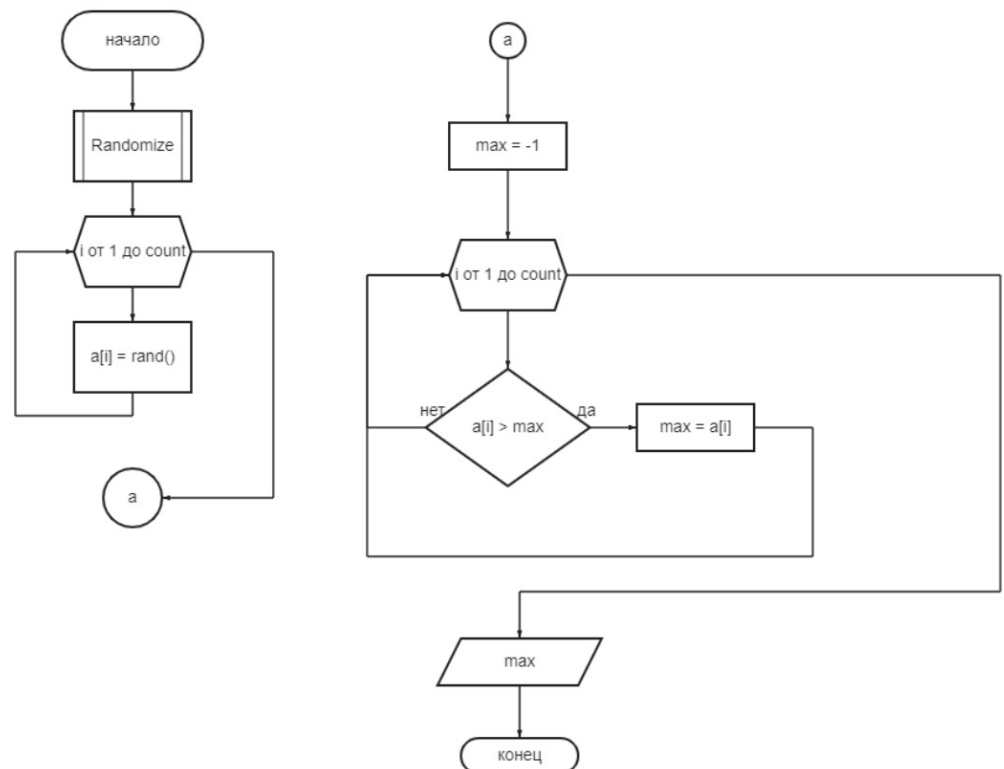 начало
Randomize
i от 1 до count
a[i] = rand()
a
a
max = -1
i от 1 до count
нет
a[i] > max
да
max = a[i]
max
конец